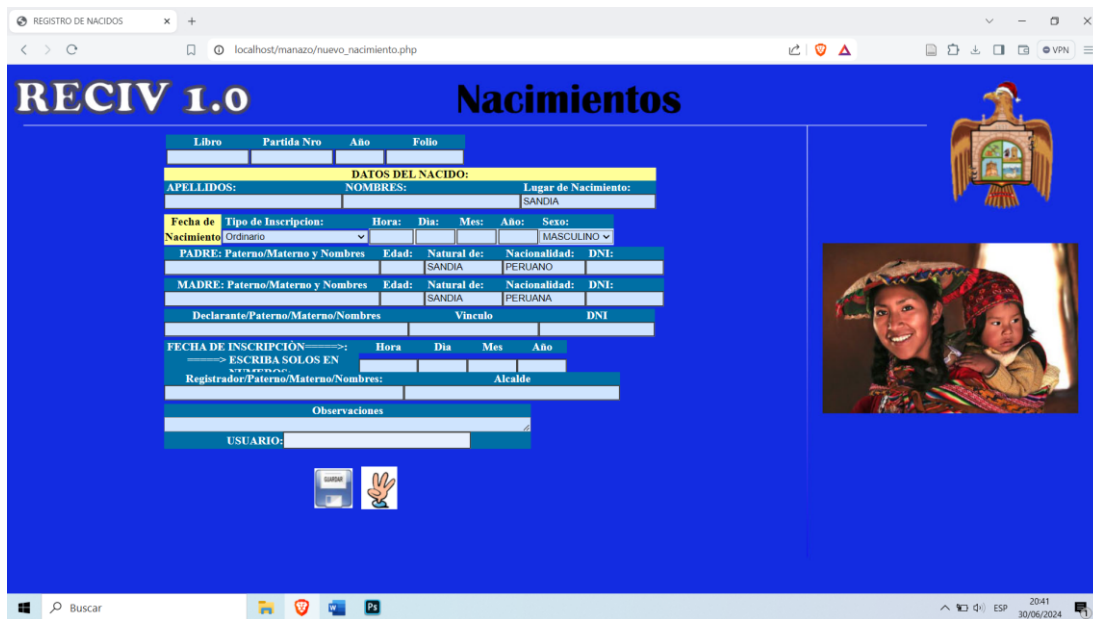 REGISTRO DE NACIDOS
localhost/manazo/nuevo_nacimiento.php
VPN
RECIV 1.0
Nacimientos
Libro Partida Nro Año Folio
DATOS DEL NACIDO:
APELLIDOS: NOMBRES: Lugar de Nacimiento:
SANDIA
Fecha de Nacimiento Tipo de Inscripcion: Hora: Dia: Mes: Año: Sexo:
Ordinario MASCULINO
PADRE: Paterno/Materno y Nombres Edad: Natural de: Nacionalidad: DNI:
SANDIA PERUANO
MADRE: Paterno/Materno y Nombres Edad: Natural de: Nacionalidad: DNI:
SANDIA PERUANA
Declarante/Paterno/Materno/Nombres Vinculo DNI
FECHA DE INSCRIPCIÒN=====>: Hora Dia Mes Año
=====> ESCRIBA SOLOS EN
Registrador/Paterno/Materno/Nombres: Alcalde
Observaciones
USUARIO:
GUARDAR
Buscar
ESP
20:41
30/06/2024